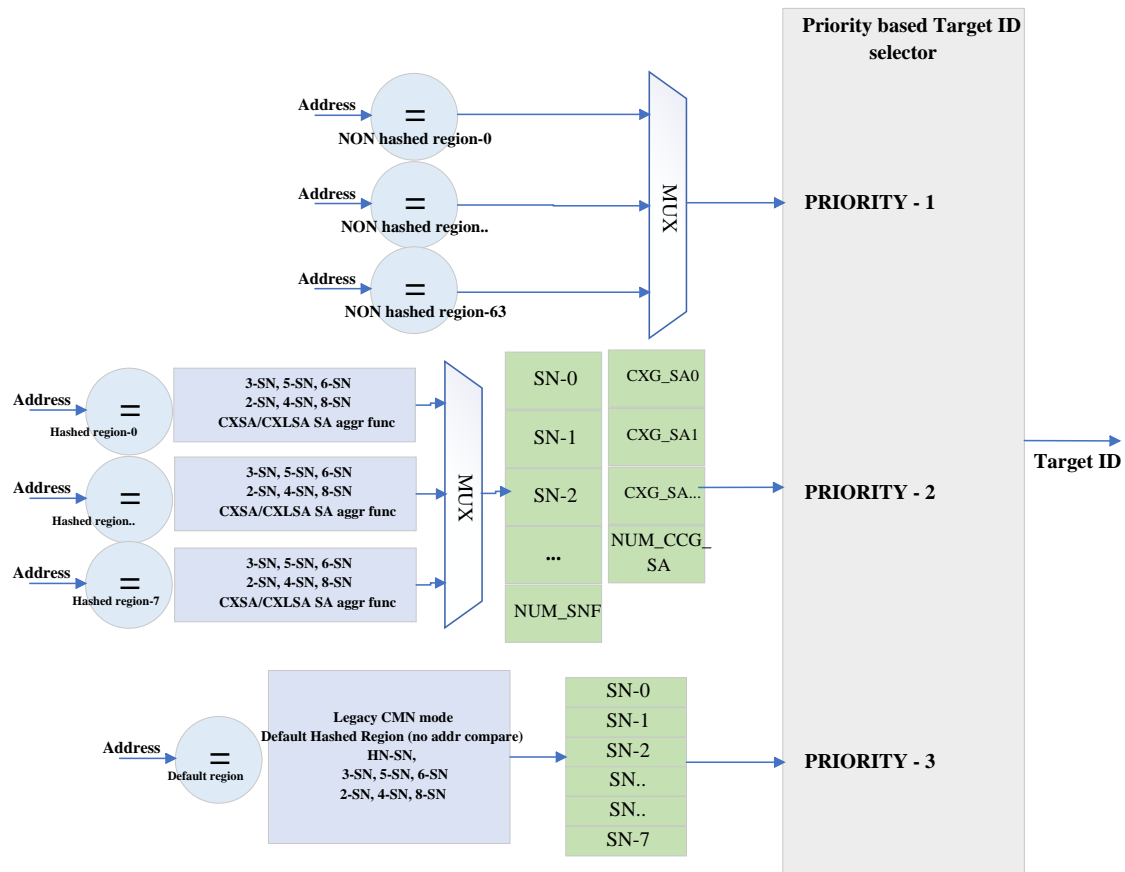 Priority based Target ID
selector
Address
=
NON hashed region-0
Address
=
NON hashed region..
Address
=
NON hashed region-63
MUX
PRIORITY - 1
Address
=
Hashed region-0
3-SN, 5-SN, 6-SN
2-SN, 4-SN, 8-SN
CXSA/CXLSA SA aggr func
Address
=
Hashed region..
3-SN, 5-SN, 6-SN
2-SN, 4-SN, 8-SN
CXSA/CXLSA SA aggr func
Address
=
Hashed region-7
3-SN, 5-SN, 6-SN
2-SN, 4-SN, 8-SN
CXSA/CXLSA SA aggr func
MUX
SN-0
SN-1
SN-2
...
NUM_SNF
CXG_SA0
CXG_SA1
CXG_SA...
NUM_CCG_
SA
PRIORITY - 2
Target ID
Address
=
Default region
Legacy CMN mode
Default Hashed Region (no addr compare)
HN-SN,
3-SN, 5-SN, 6-SN
2-SN, 4-SN, 8-SN
SN-0
SN-1
SN-2
SN..
SN..
SN-7
PRIORITY - 3